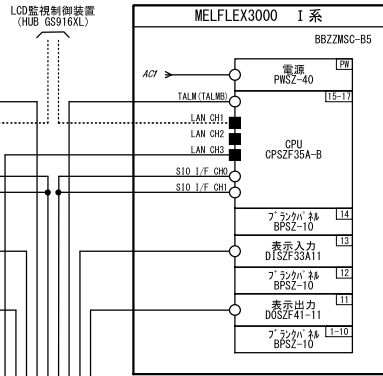 LCD監視制御装置
(HUB GS916XL)
MELFLEX3000 Ⅰ系
BBZZMSC-B5
AC1
電源
PWSZ-40
PW
TALM(TALMB)
15-17
LAN CH1
LAN CH2
LAN CH3
CPU
CPSZF35A-B
SIO I/F CH0
SIO I/F CH1
ﾌﾞﾗﾝｸﾊﾟﾈﾙ
BPSZ-10
14
表示入力
DISZF33A11
13
ﾌﾞﾗﾝｸﾊﾟﾈﾙ
BPSZ-10
12
表示出力
DOSZF41-11
11
ﾌﾞﾗﾝｸﾊﾟﾈﾙ
BPSZ-10
1-10